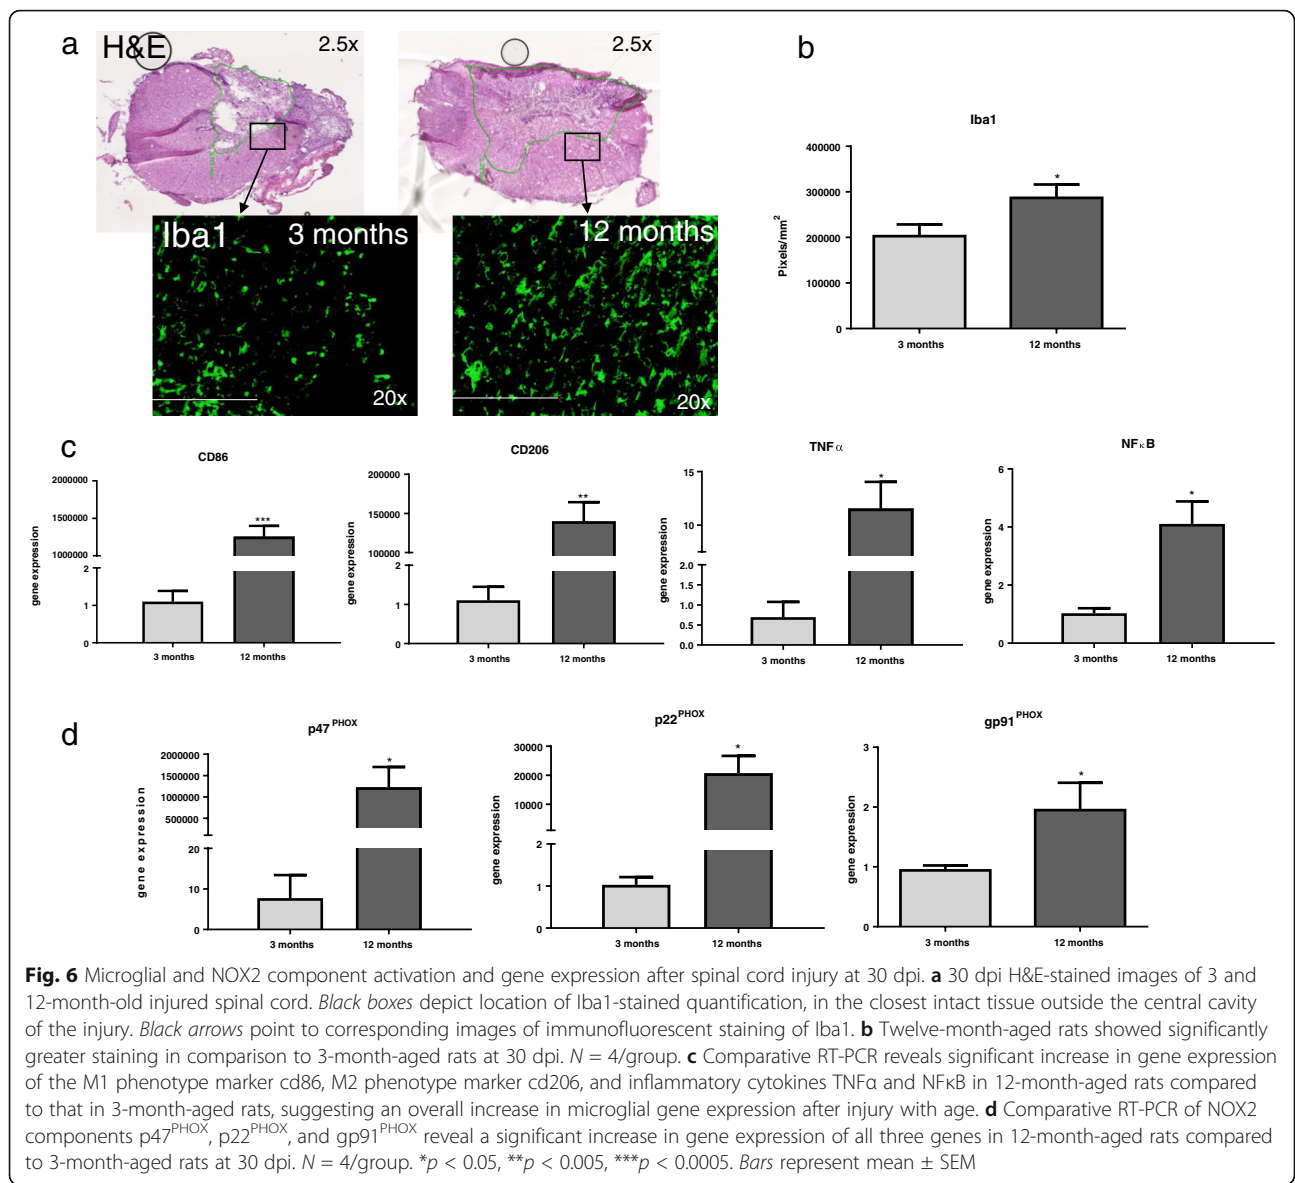 a
H&E
2.5x
2.5x
Iba1
3 months
20x
12 months
20x
b
Iba1
Pixels/mm²
400000
300000
200000
100000
0
3 months
12 months
c
CD86
gene expression
2000000
1500000
1000000
2
1
0
***
3 months
12 months
CD206
gene expression
200000
150000
100000
2
1
0
**
3 months
12 months
TNFα
gene expression
15
10
2.0
1.5
1.0
0.5
0.0
*
3 months
12 months
NFκB
gene expression
6
4
2
0
*
3 months
12 months
d
p47^PHOX
gene expression
2000000
1500000
1000000
500000
20
10
0
*
3 months
12 months
p22^PHOX
gene expression
30000
20000
10000
2
1
0
*
3 months
12 months
gp91^PHOX
gene expression
3
2
1
0
*
3 months
12 months
Fig. 6 Microglial and NOX2 component activation and gene expression after spinal cord injury at 30 dpi. a 30 dpi H&E-stained images of 3 and
12-month-old injured spinal cord. Black boxes depict location of Iba1-stained quantification, in the closest intact tissue outside the central cavity
of the injury. Black arrows point to corresponding images of immunofluorescent staining of Iba1. b Twelve-month-aged rats showed significantly
greater staining in comparison to 3-month-aged rats at 30 dpi. N = 4/group. c Comparative RT-PCR reveals significant increase in gene expression
of the M1 phenotype marker cd86, M2 phenotype marker cd206, and inflammatory cytokines TNFα and NFκB in 12-month-aged rats compared
to that in 3-month-aged rats, suggesting an overall increase in microglial gene expression after injury with age. d Comparative RT-PCR of NOX2
components p47^PHOX, p22^PHOX, and gp91^PHOX reveal a significant increase in gene expression of all three genes in 12-month-aged rats compared
to 3-month-aged rats at 30 dpi. N = 4/group. *p < 0.05, **p < 0.005, ***p < 0.0005. Bars represent mean ± SEM